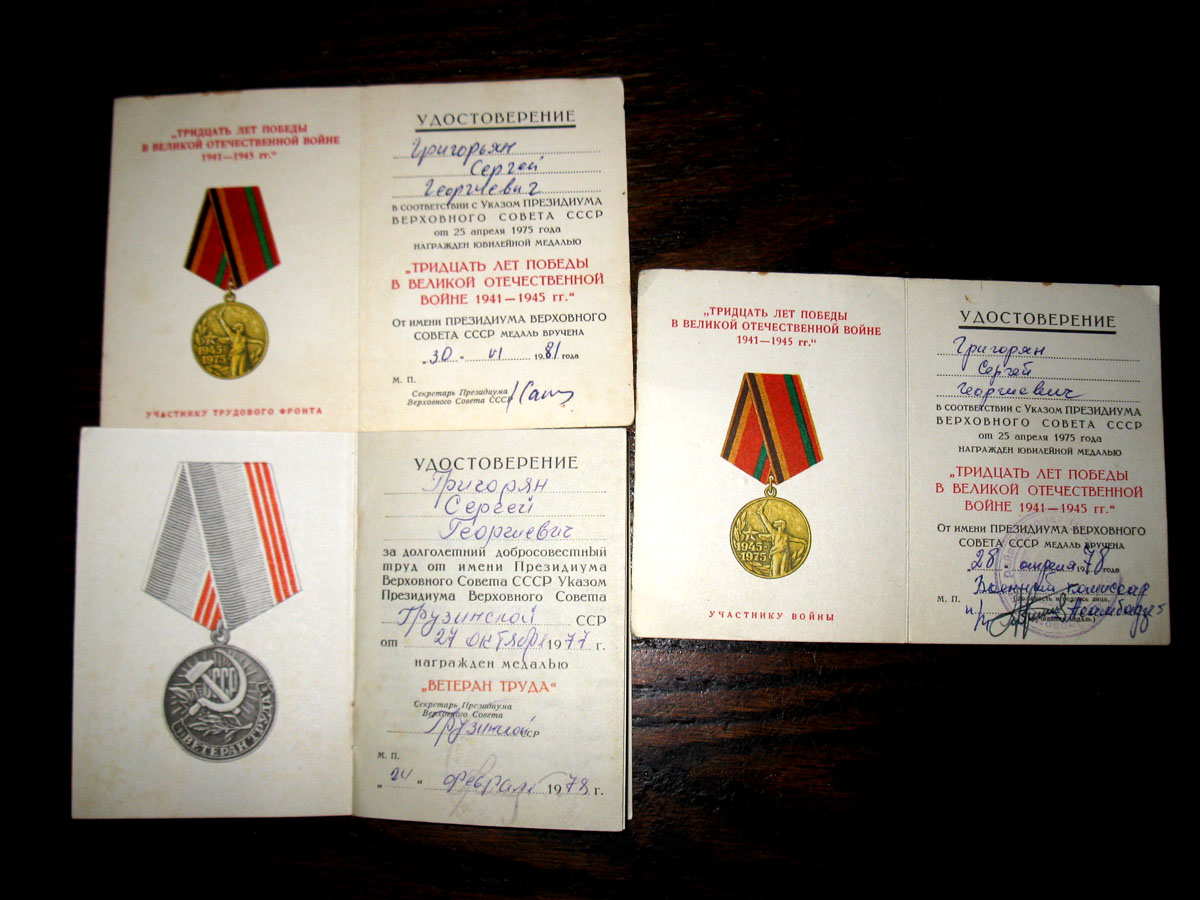 „ТРИДЦАТЬ ЛЕТ ПОБЕДЫ
В ВЕЛИКОЙ ОТЕЧЕСТВЕННОЙ ВОЙНЕ
1941—1945 гг.“
1945-
1975
УЧАСТНИКУ ТРУДОВОГО ФРОНТА
УДОСТОВЕРЕНИЕ
Григорьян
Сергей
Георгиевич
В СООТВЕТСТВИИ С УКАЗОМ ПРЕЗИДИУМА
ВЕРХОВНОГО СОВЕТА СССР
от 25 апреля 1975 года
НАГРАЖДЕН ЮБИЛЕЙНОЙ МЕДАЛЬЮ
„ТРИДЦАТЬ ЛЕТ ПОБЕДЫ
В ВЕЛИКОЙ ОТЕЧЕСТВЕННОЙ
ВОЙНЕ 1941—1945 гг.“
От имени ПРЕЗИДИУМА ВЕРХОВНОГО
СОВЕТА СССР МЕДАЛЬ ВРУЧЕНА
„30“ VI 1981 года
М. П.
Секретарь Президиума
Верховного Совета СССР
СССР
ВЕТЕРАН ТРУДА
УДОСТОВЕРЕНИЕ
Григорян
Сергей
Георгиевич
за долголетний добросовестный
труд от имени Президиума
Верховного Совета СССР Указом
Президиума Верховного Совета
Грузинской ССР
от 27 октября 1977 г.
награжден медалью
„ВЕТЕРАН ТРУДА“
Секретарь Президиума
Верховного Совета
Грузинской ССР
М. П.
„24“ февраля 1978 г.
„ТРИДЦАТЬ ЛЕТ ПОБЕДЫ
В ВЕЛИКОЙ ОТЕЧЕСТВЕННОЙ ВОЙНЕ
1941—1945 гг.“
1945-
1975
УЧАСТНИКУ ВОЙНЫ
УДОСТОВЕРЕНИЕ
Григорян
Сергей
Георгиевич
В СООТВЕТСТВИИ С УКАЗОМ ПРЕЗИДИУМА
ВЕРХОВНОГО СОВЕТА СССР
от 25 апреля 1975 года
НАГРАЖДЕН ЮБИЛЕЙНОЙ МЕДАЛЬЮ
„ТРИДЦАТЬ ЛЕТ ПОБЕДЫ
В ВЕЛИКОЙ ОТЕЧЕСТВЕННОЙ
ВОЙНЕ 1941—1945 гг.“
От имени ПРЕЗИДИУМА ВЕРХОВНОГО
СОВЕТА СССР МЕДАЛЬ ВРУЧЕНА
„28“ апреля 1978 года
Военный комиссар
М. П.